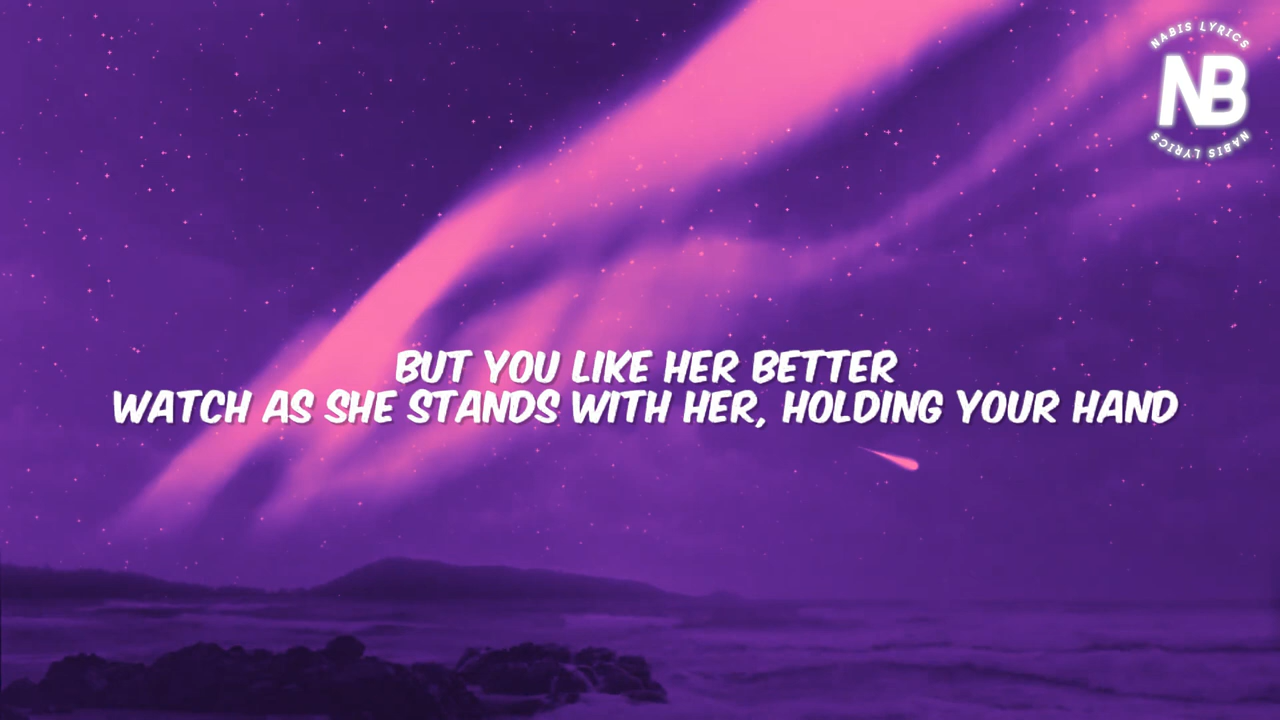 NABIS LYRICS
NB
NABIS LYRICS
BUT YOU LIKE HER BETTER
WATCH AS SHE STANDS WITH HER, HOLDING YOUR HAND